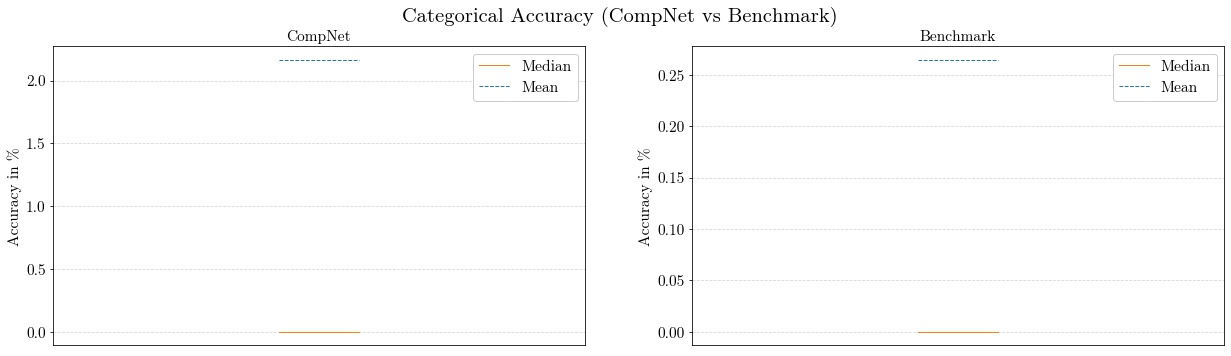 Categorical Accuracy (CompNet vs Benchmark)
CompNet
Accuracy in %
2.0
1.5
1.0
0.5
0.0
Median
Mean
Benchmark
Accuracy in %
0.25
0.20
0.15
0.10
0.05
0.00
Median
Mean